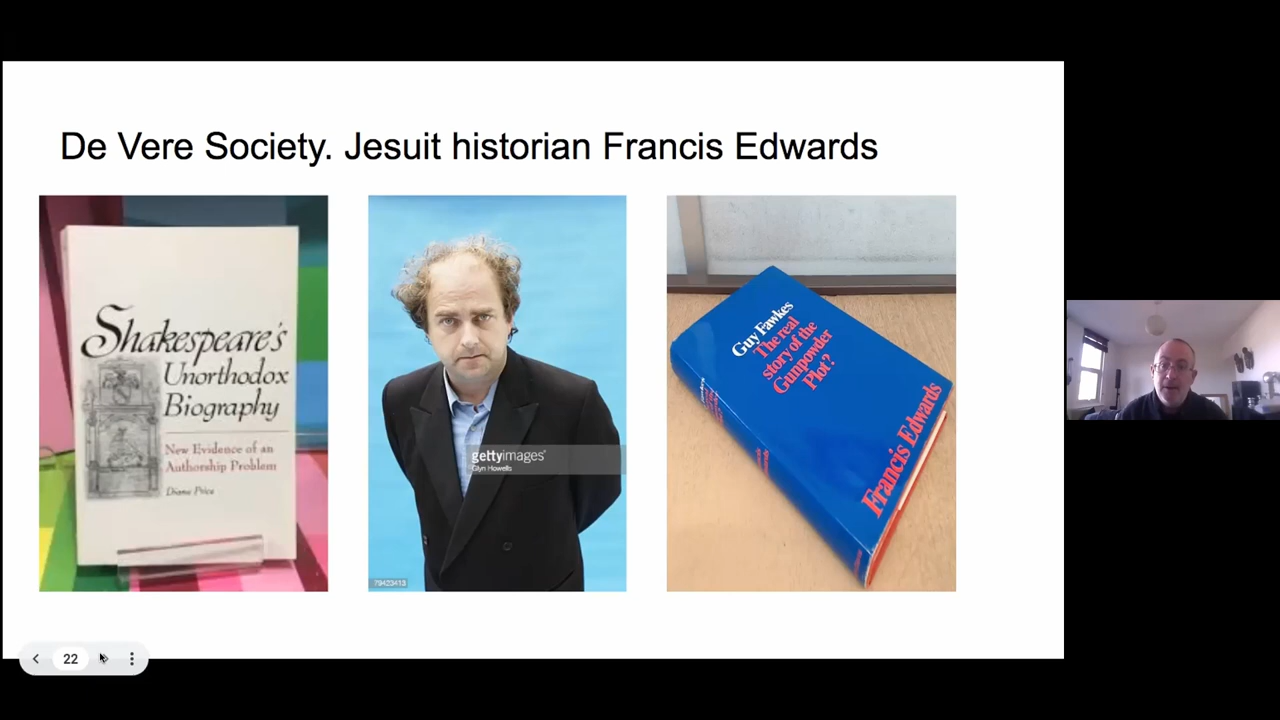 De Vere Society. Jesuit historian Francis Edwards
Shakespeare's
Unorthodox
Biography
New Evidence of an
Authorship Problem
Diana Price
gettyimages®
Glyn Howells
79423413
Guy Fawkes
The real
story of the
Gunpowder
Plot?
Francis Edwards
22